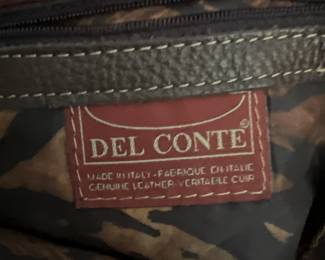 DEL CONTE
MADE IN ITALY - FABRIQUE EN ITALIE
GENUINE LEATHER - VERITABLE CUIR